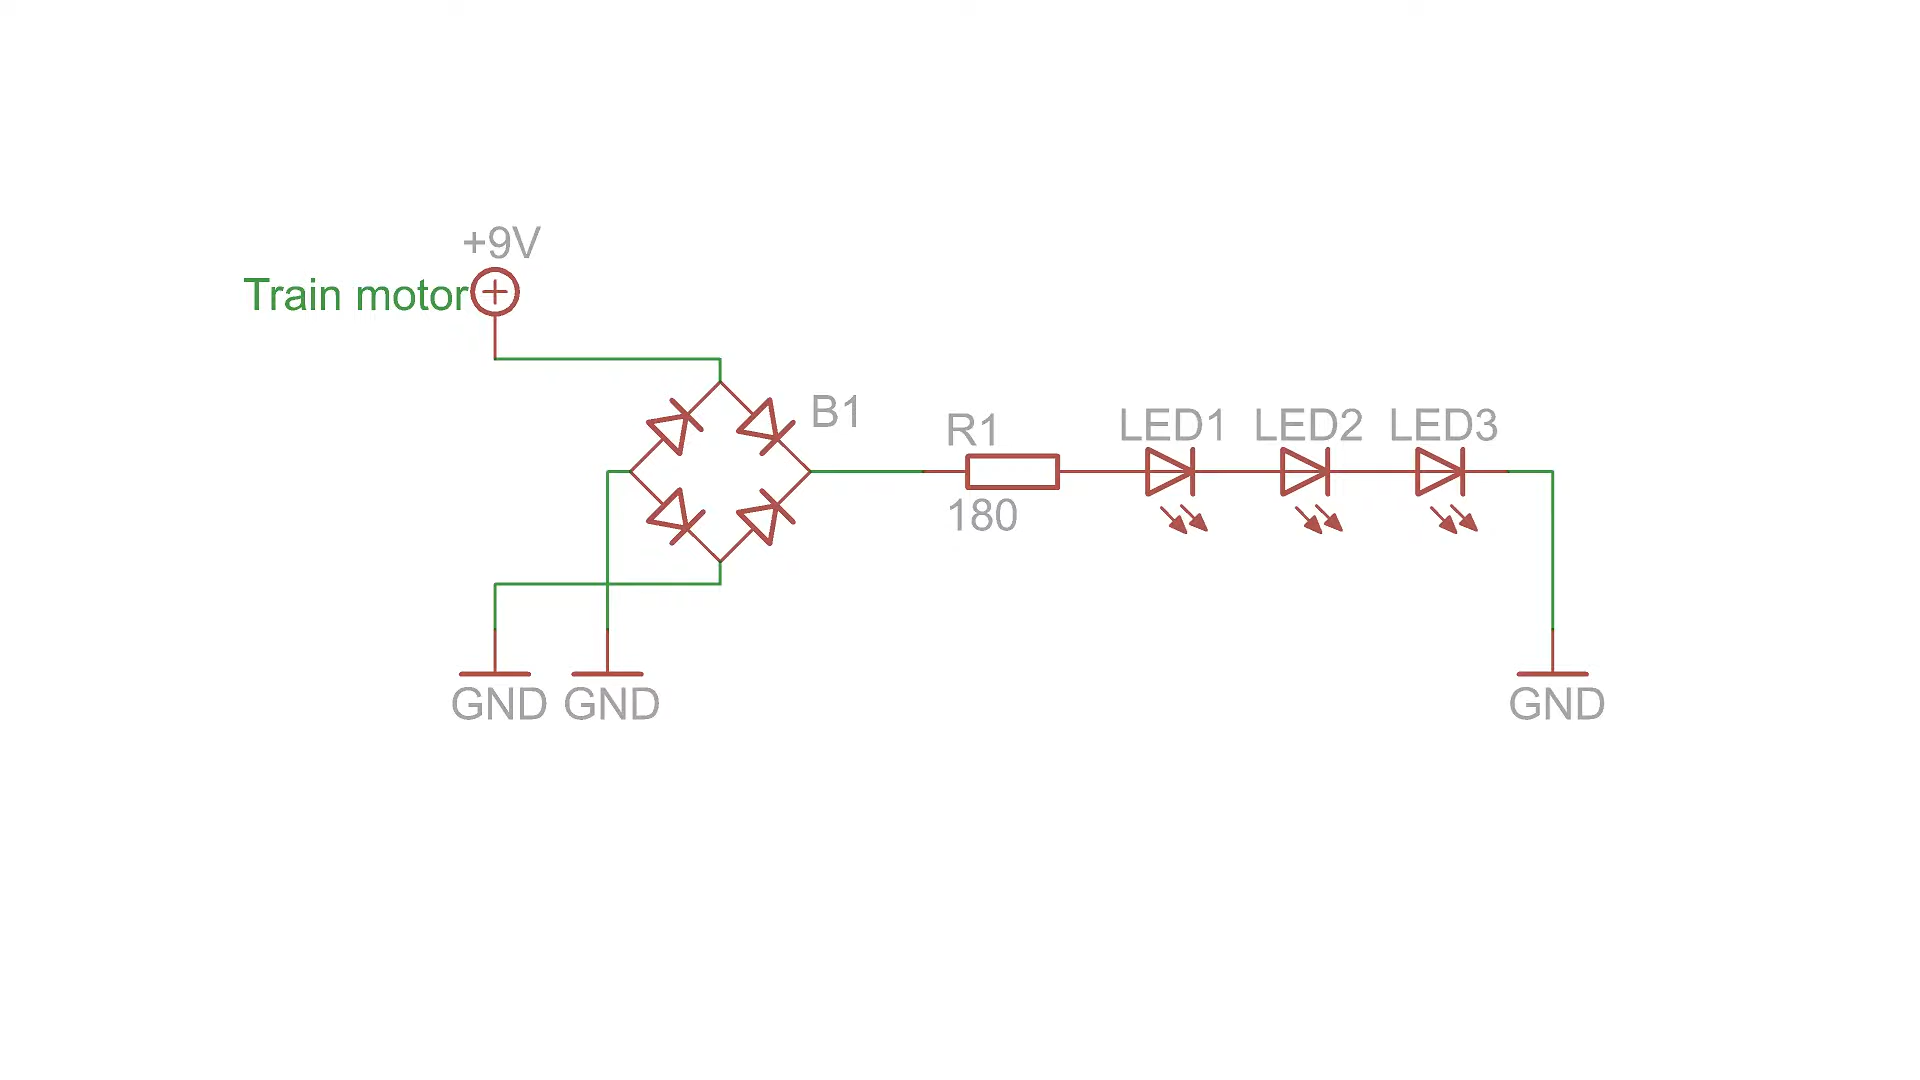 +9V
Train motor
B1
R1
LED1
LED2
LED3
180
GND
GND
GND